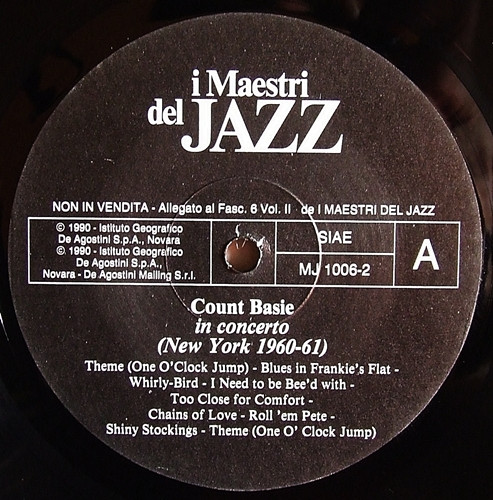 i Maestri
del JAZZ
NON IN VENDITA - Allegato al Fasc. 6 Vol. II - de I MAESTRI DEL JAZZ
© 1990 - Istituto Geografico
De Agostini S.p.A., Novara
℗ 1990 - Istituto Geografico
De Agostini S.p.A.,
Novara - De Agostini Mailing S.r.l.
SIAE
MJ 1006-2
A
Count Basie
in concerto
(New York 1960-61)
Theme (One O'Clock Jump) - Blues in Frankie's Flat -
Whirly-Bird - I Need to be Bee'd with -
Too Close for Comfort -
Chains of Love - Roll 'em Pete -
Shiny Stockings - Theme (One O' Clock Jump)